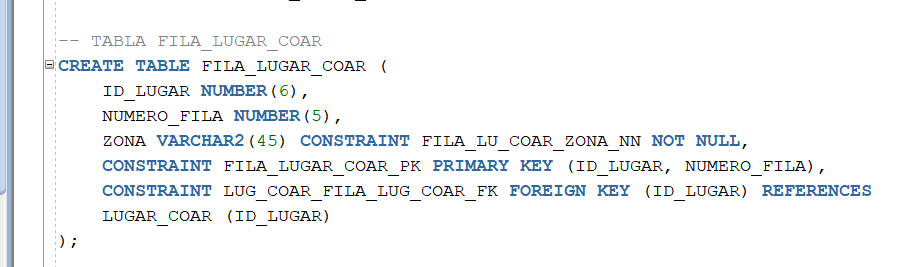 -- TABLA FILA_LUGAR_COAR
CREATE TABLE FILA_LUGAR_COAR (
    ID_LUGAR NUMBER(6),
    NUMERO_FILA NUMBER(5),
    ZONA VARCHAR2(45) CONSTRAINT FILA_LU_COAR_ZONA_NN NOT NULL,
    CONSTRAINT FILA_LUGAR_COAR_PK PRIMARY KEY (ID_LUGAR, NUMERO_FILA),
    CONSTRAINT LUG_COAR_FILA_LUG_COAR_FK FOREIGN KEY (ID_LUGAR) REFERENCES
    LUGAR_COAR (ID_LUGAR)
);